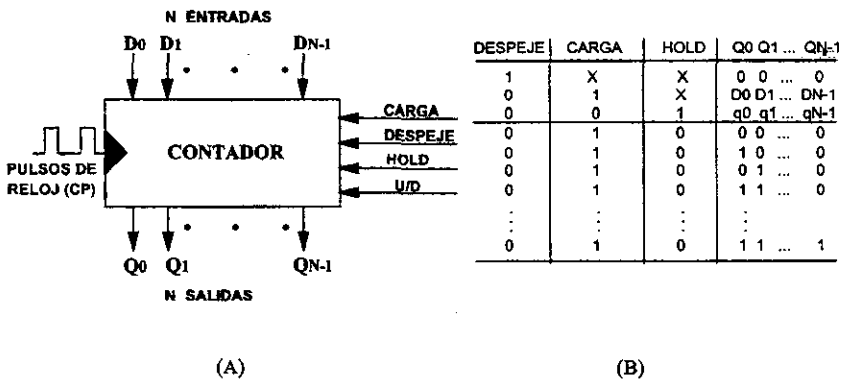 N ENTRADAS
D0 D1 DN-1
CARGA
DESPEJE
HOLD
U/D
CONTADOR
PULSOS DE
RELOJ (CP)
Q0 Q1 QN-1
N SALIDAS
(A)
DESPEJE CARGA HOLD Q0 Q1 ... QN-1
1 X X 0 0 ... 0
0 1 X D0 D1 ... DN-1
0 0 1 q0 q1 ... qN-1
0 1 0 0 0 ... 0
0 1 0 1 0 ... 0
0 1 0 0 1 ... 0
0 1 0 1 1 ... 0
0 1 0 1 1 ... 1
(B)